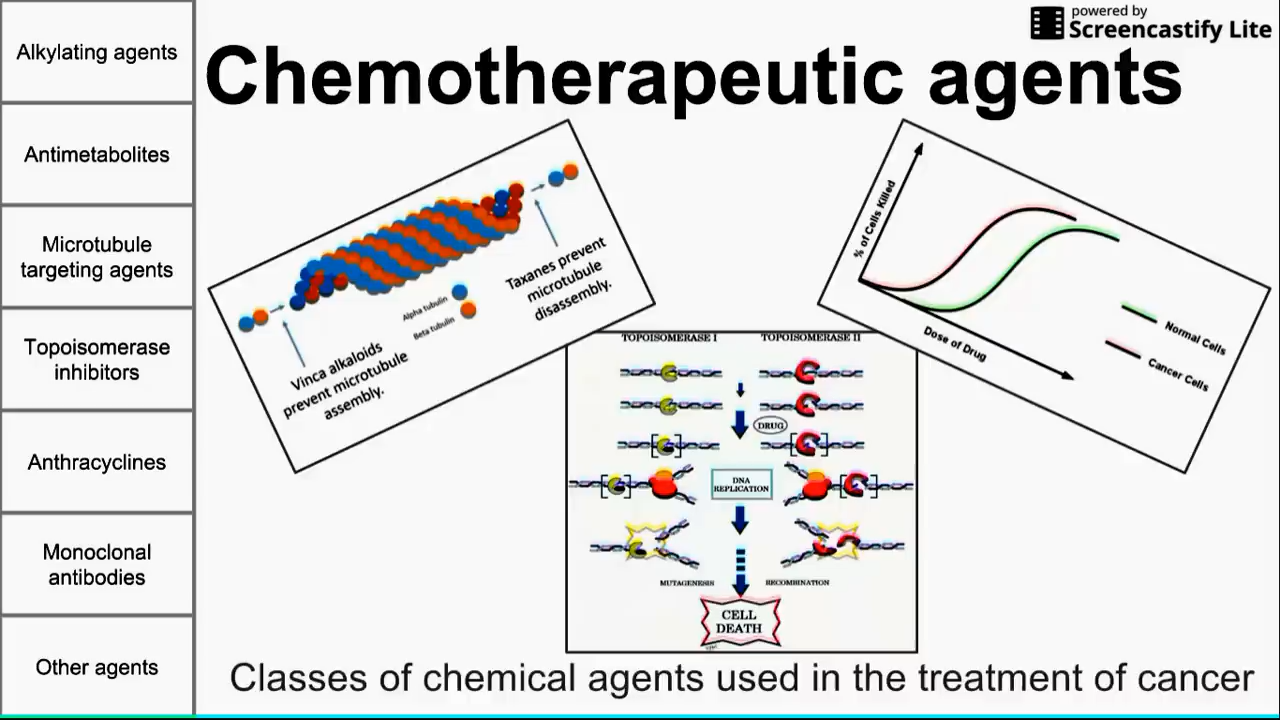 powered by
Screencastify Lite
Chemotherapeutic agents
Alkylating agents
Antimetabolites
Microtubule
targeting agents
Topoisomerase
inhibitors
Anthracyclines
Monoclonal
antibodies
Other agents
Taxanes prevent
microtubule
disassembly.
Alpha tubulin
Beta tubulin
Vinca alkaloids
prevent microtubule
assembly.
% of Cells Killed
Dose of Drug
Normal Cells
Cancer Cells
TOPOISOMERASE I
TOPOISOMERASE II
DRUG
DNA
REPLICATION
MUTAGENESIS
RECOMBINATION
CELL
DEATH
Classes of chemical agents used in the treatment of cancer